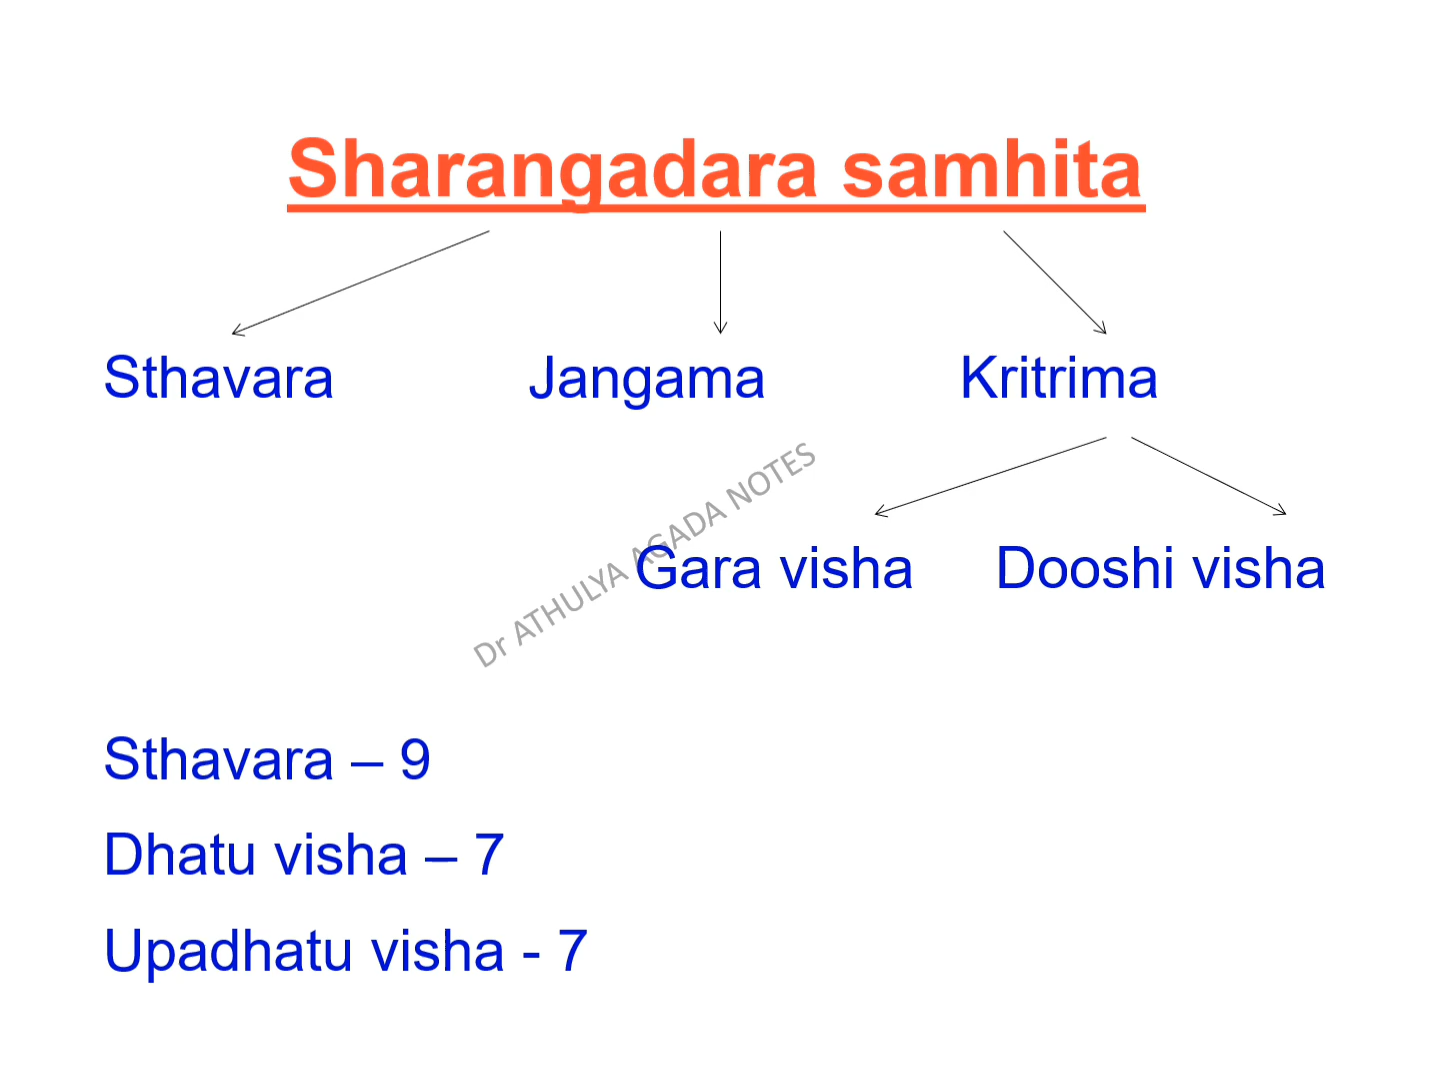 Sharangadara samhita
Sthavara Jangama Kritrima
Dr ATHULYA AGADA NOTES
Gara visha Dooshi visha
Sthavara – 9
Dhatu visha – 7
Upadhatu visha - 7